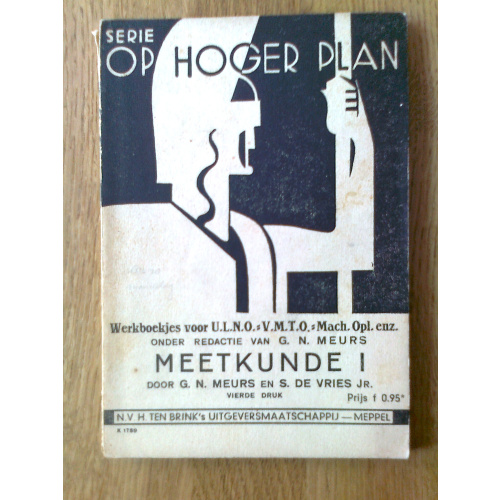 SERIE
OP HOGER PLAN
Werkboekjes voor U.L.N.O.=V.M.T.O.=Mach. Opl. enz.
ONDER REDACTIE VAN G. N. MEURS
MEETKUNDE I
DOOR G. N. MEURS EN S. DE VRIES JR.
VIERDE DRUK
Prijs f 0.95*
N.V. H. TEN BRINK's UITGEVERSMAATSCHAPPIJ — MEPPEL
K 1789